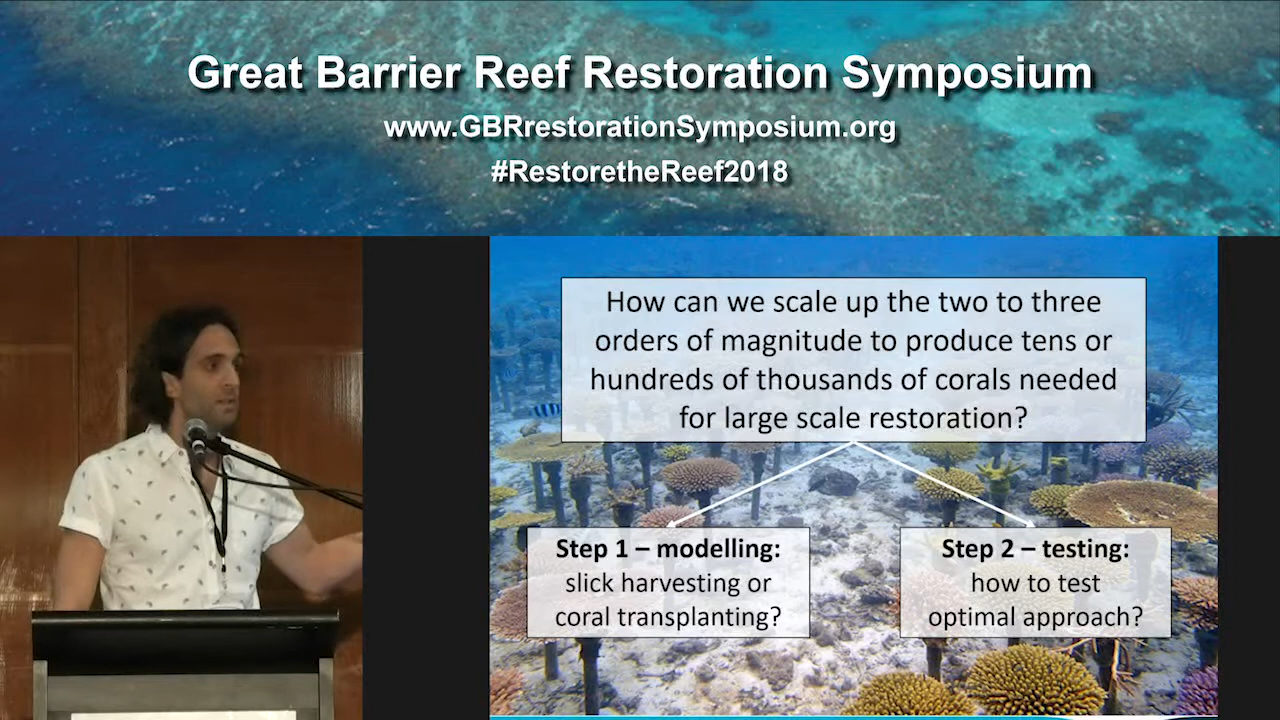 Great Barrier Reef Restoration Symposium
www.GBRrestorationSymposium.org
#RestoretheReef2018
How can we scale up the two to three
orders of magnitude to produce tens or
hundreds of thousands of corals needed
for large scale restoration?
Step 1 – modelling:
slick harvesting or
coral transplanting?
Step 2 – testing:
how to test
optimal approach?